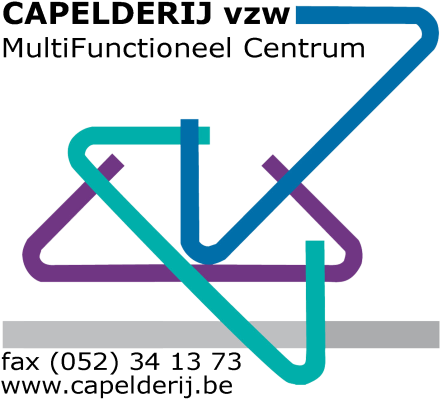 CAPELDERIJ vzw
MultiFunctioneel Centrum
fax (052) 34 13 73
www.capelderij.be